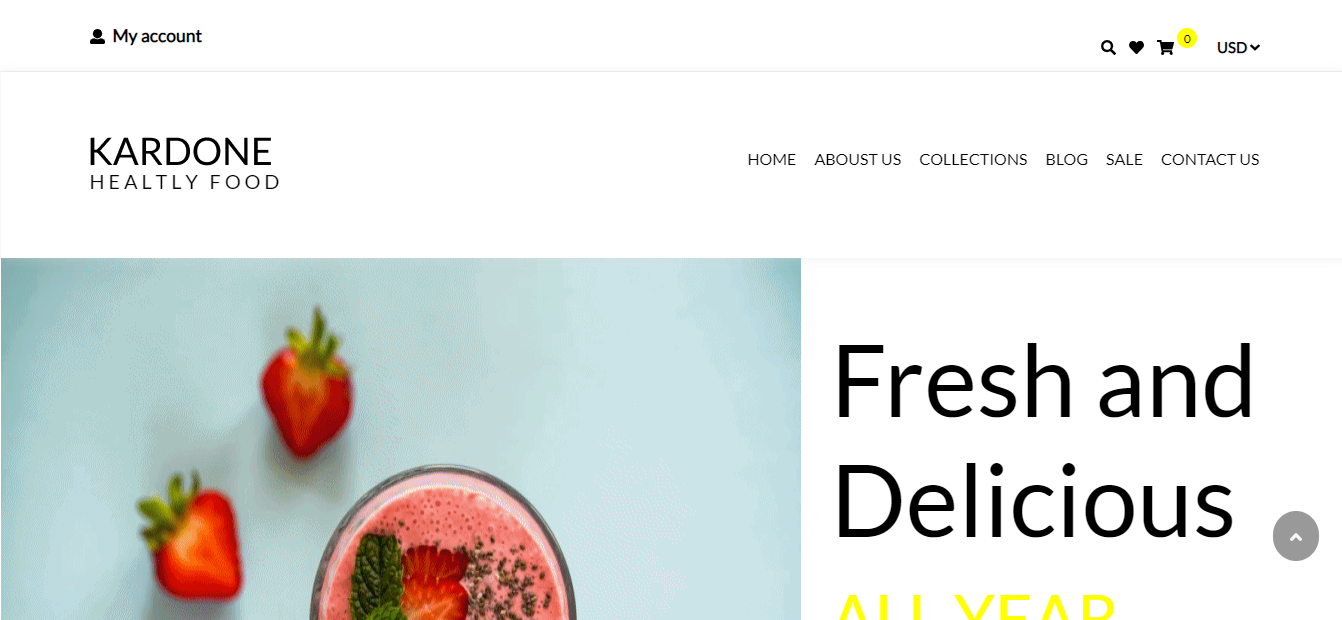 My account
0
USD
KARDONE
HEALTLY FOOD
HOME ABOUST US COLLECTIONS BLOG SALE CONTACT US
Fresh and
Delicious
ALL YEAR